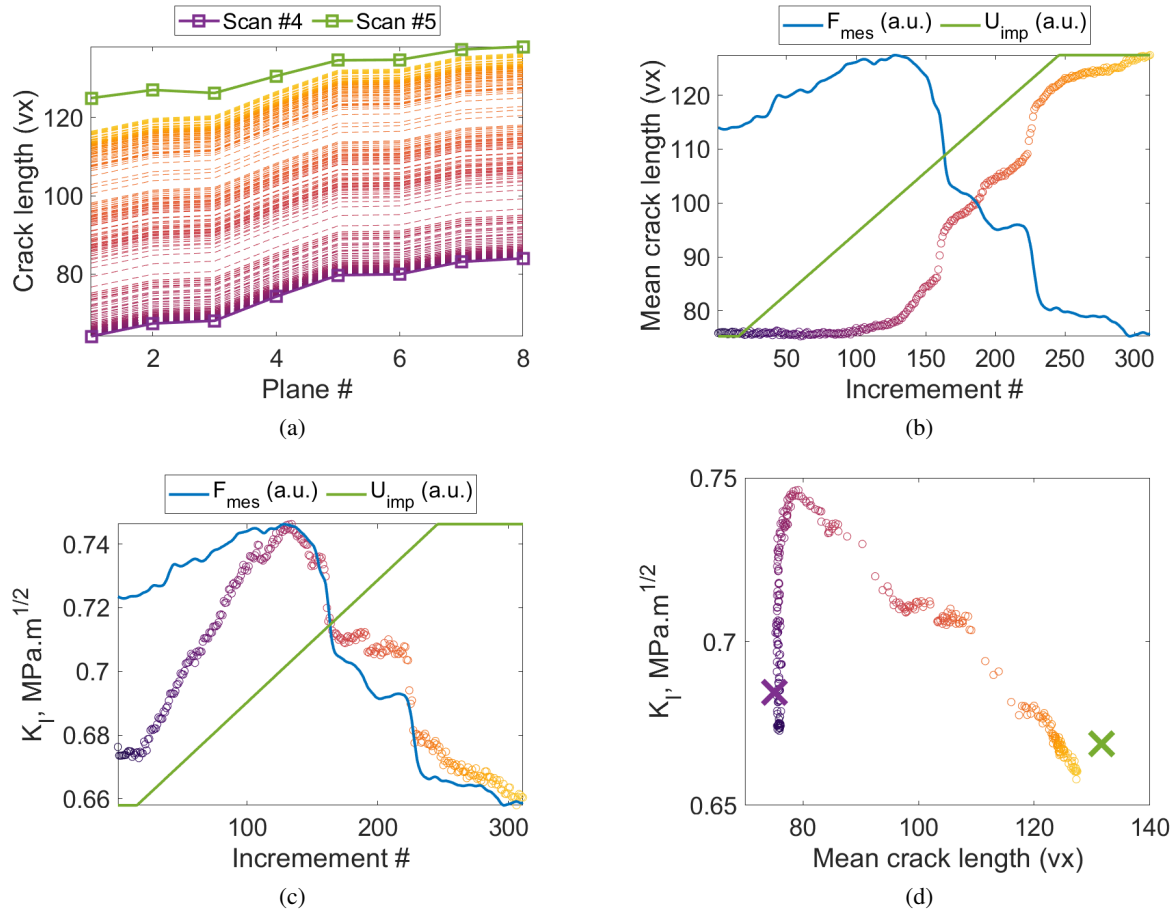 Scan #4 Scan #5
Crack length (vx)
120
100
80
2 4 6 8
Plane #
(a)
F_mes (a.u.) U_imp (a.u.)
Mean crack length (vx)
120
110
100
90
80
50 100 150 200 250 300
Incremement #
(b)
F_mes (a.u.) U_imp (a.u.)
K_I, MPa.m^1/2
0.74
0.72
0.7
0.68
0.66
100 200 300
Incremement #
(c)
K_I, MPa.m^1/2
0.75
0.7
0.65
80 100 120 140
Mean crack length (vx)
(d)